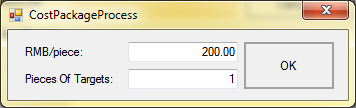 CostPackageProcess
RMB/piece: 200.00
Pieces Of Targets: 1
OK